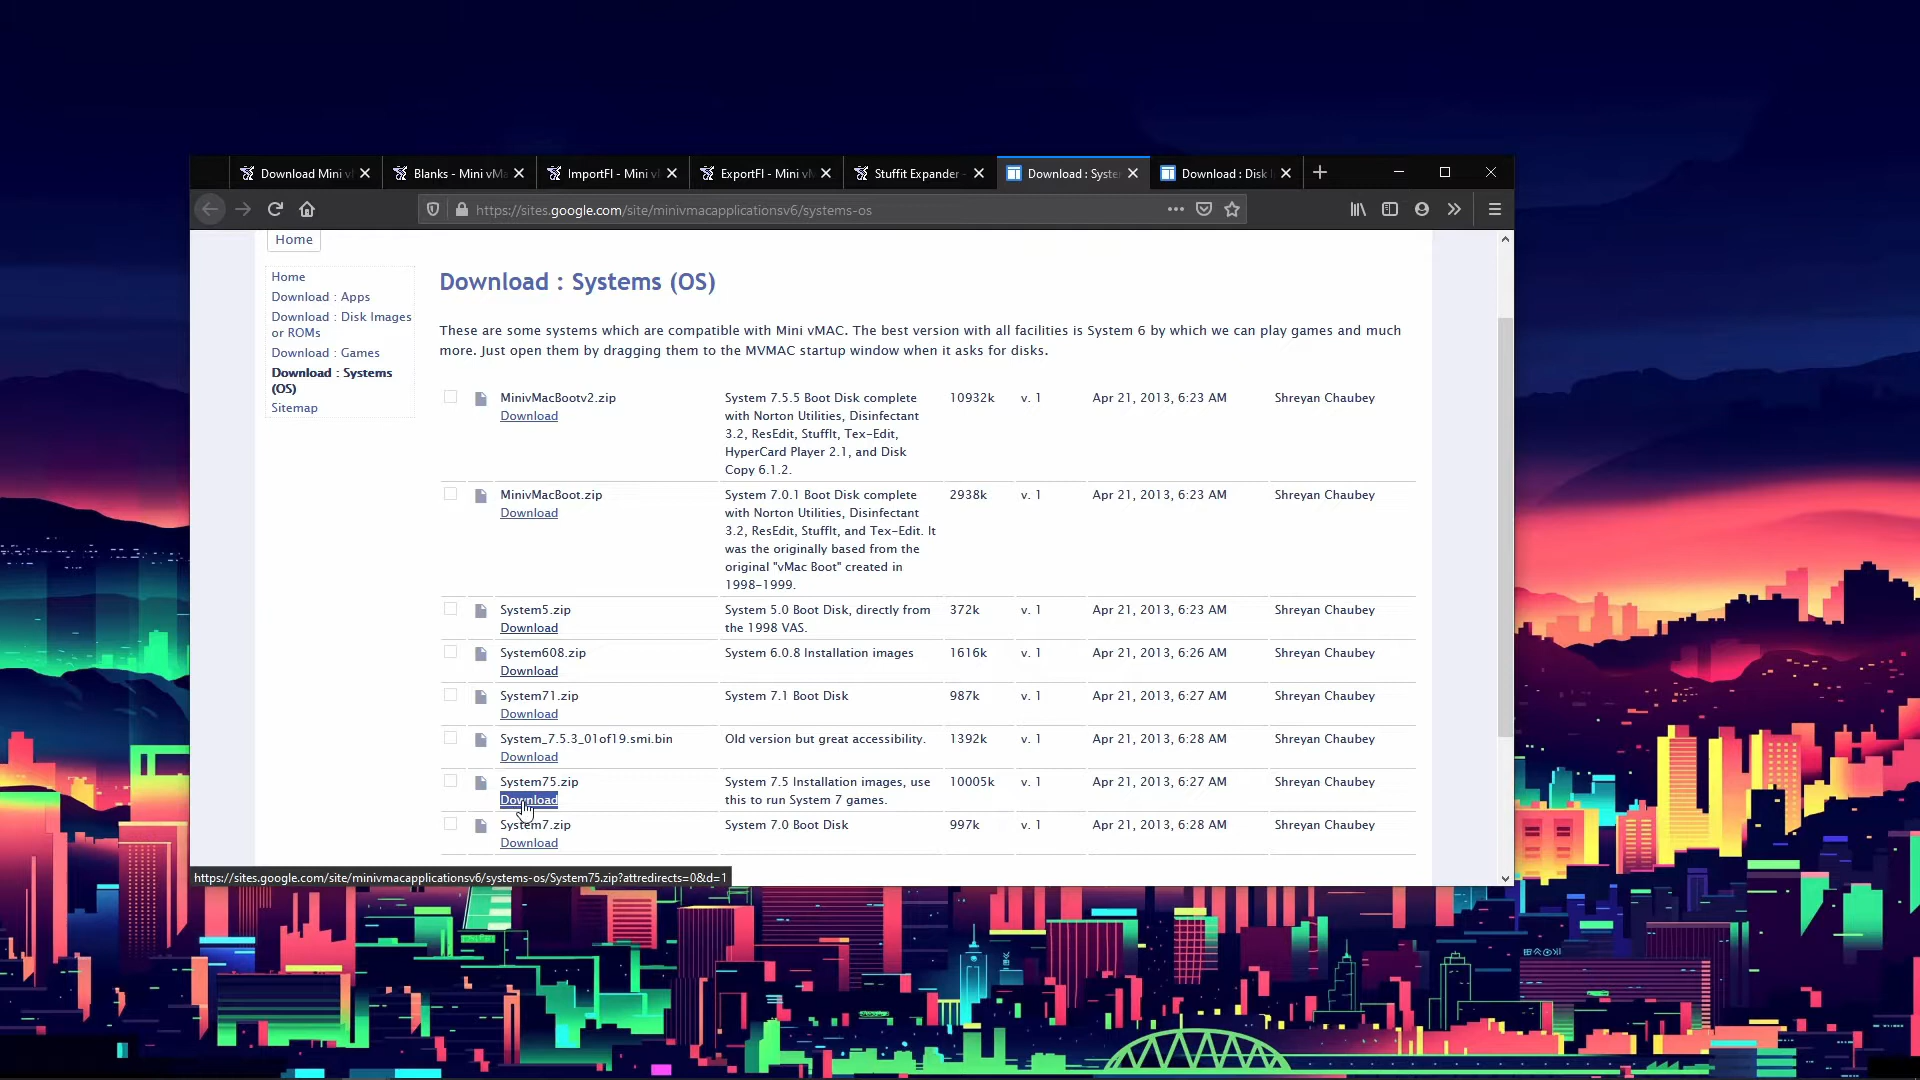 Download Mini v
Blanks - Mini vMa
ImportFl - Mini v
ExportFl - Mini vM
Stuffit Expander -
Download : Syste
Download : Disk
https://sites.google.com/site/minivmacapplicationsv6/systems-os
Home
Home
Download : Apps
Download : Disk Images
or ROMs
Download : Games
Download : Systems
(OS)
Sitemap
Download : Systems (OS)
These are some systems which are compatible with Mini vMAC. The best version with all facilities is System 6 by which we can play games and much
more. Just open them by dragging them to the MVMAC startup window when it asks for disks.
MinivMacBootv2.zip
Download
System 7.5.5 Boot Disk complete
with Norton Utilities, Disinfectant
3.2, ResEdit, StuffIt, Tex-Edit,
HyperCard Player 2.1, and Disk
Copy 6.1.2.
10932k
v. 1
Apr 21, 2013, 6:23 AM
Shreyan Chaubey
MinivMacBoot.zip
Download
System 7.0.1 Boot Disk complete
with Norton Utilities, Disinfectant
3.2, ResEdit, StuffIt, and Tex-Edit. It
was the originally based from the
original "vMac Boot" created in
1998-1999.
2938k
v. 1
Apr 21, 2013, 6:23 AM
Shreyan Chaubey
System5.zip
Download
System 5.0 Boot Disk, directly from
the 1998 VAS.
372k
v. 1
Apr 21, 2013, 6:23 AM
Shreyan Chaubey
System608.zip
Download
System 6.0.8 Installation images
1616k
v. 1
Apr 21, 2013, 6:26 AM
Shreyan Chaubey
System71.zip
Download
System 7.1 Boot Disk
987k
v. 1
Apr 21, 2013, 6:27 AM
Shreyan Chaubey
System_7.5.3_01of19.smi.bin
Download
Old version but great accessibility.
1392k
v. 1
Apr 21, 2013, 6:28 AM
Shreyan Chaubey
System75.zip
Download
System 7.5 Installation images, use
this to run System 7 games.
10005k
v. 1
Apr 21, 2013, 6:27 AM
Shreyan Chaubey
System7.zip
Download
System 7.0 Boot Disk
997k
v. 1
Apr 21, 2013, 6:28 AM
Shreyan Chaubey
https://sites.google.com/site/minivmacapplicationsv6/systems-os/System75.zip?attredirects=0&d=1